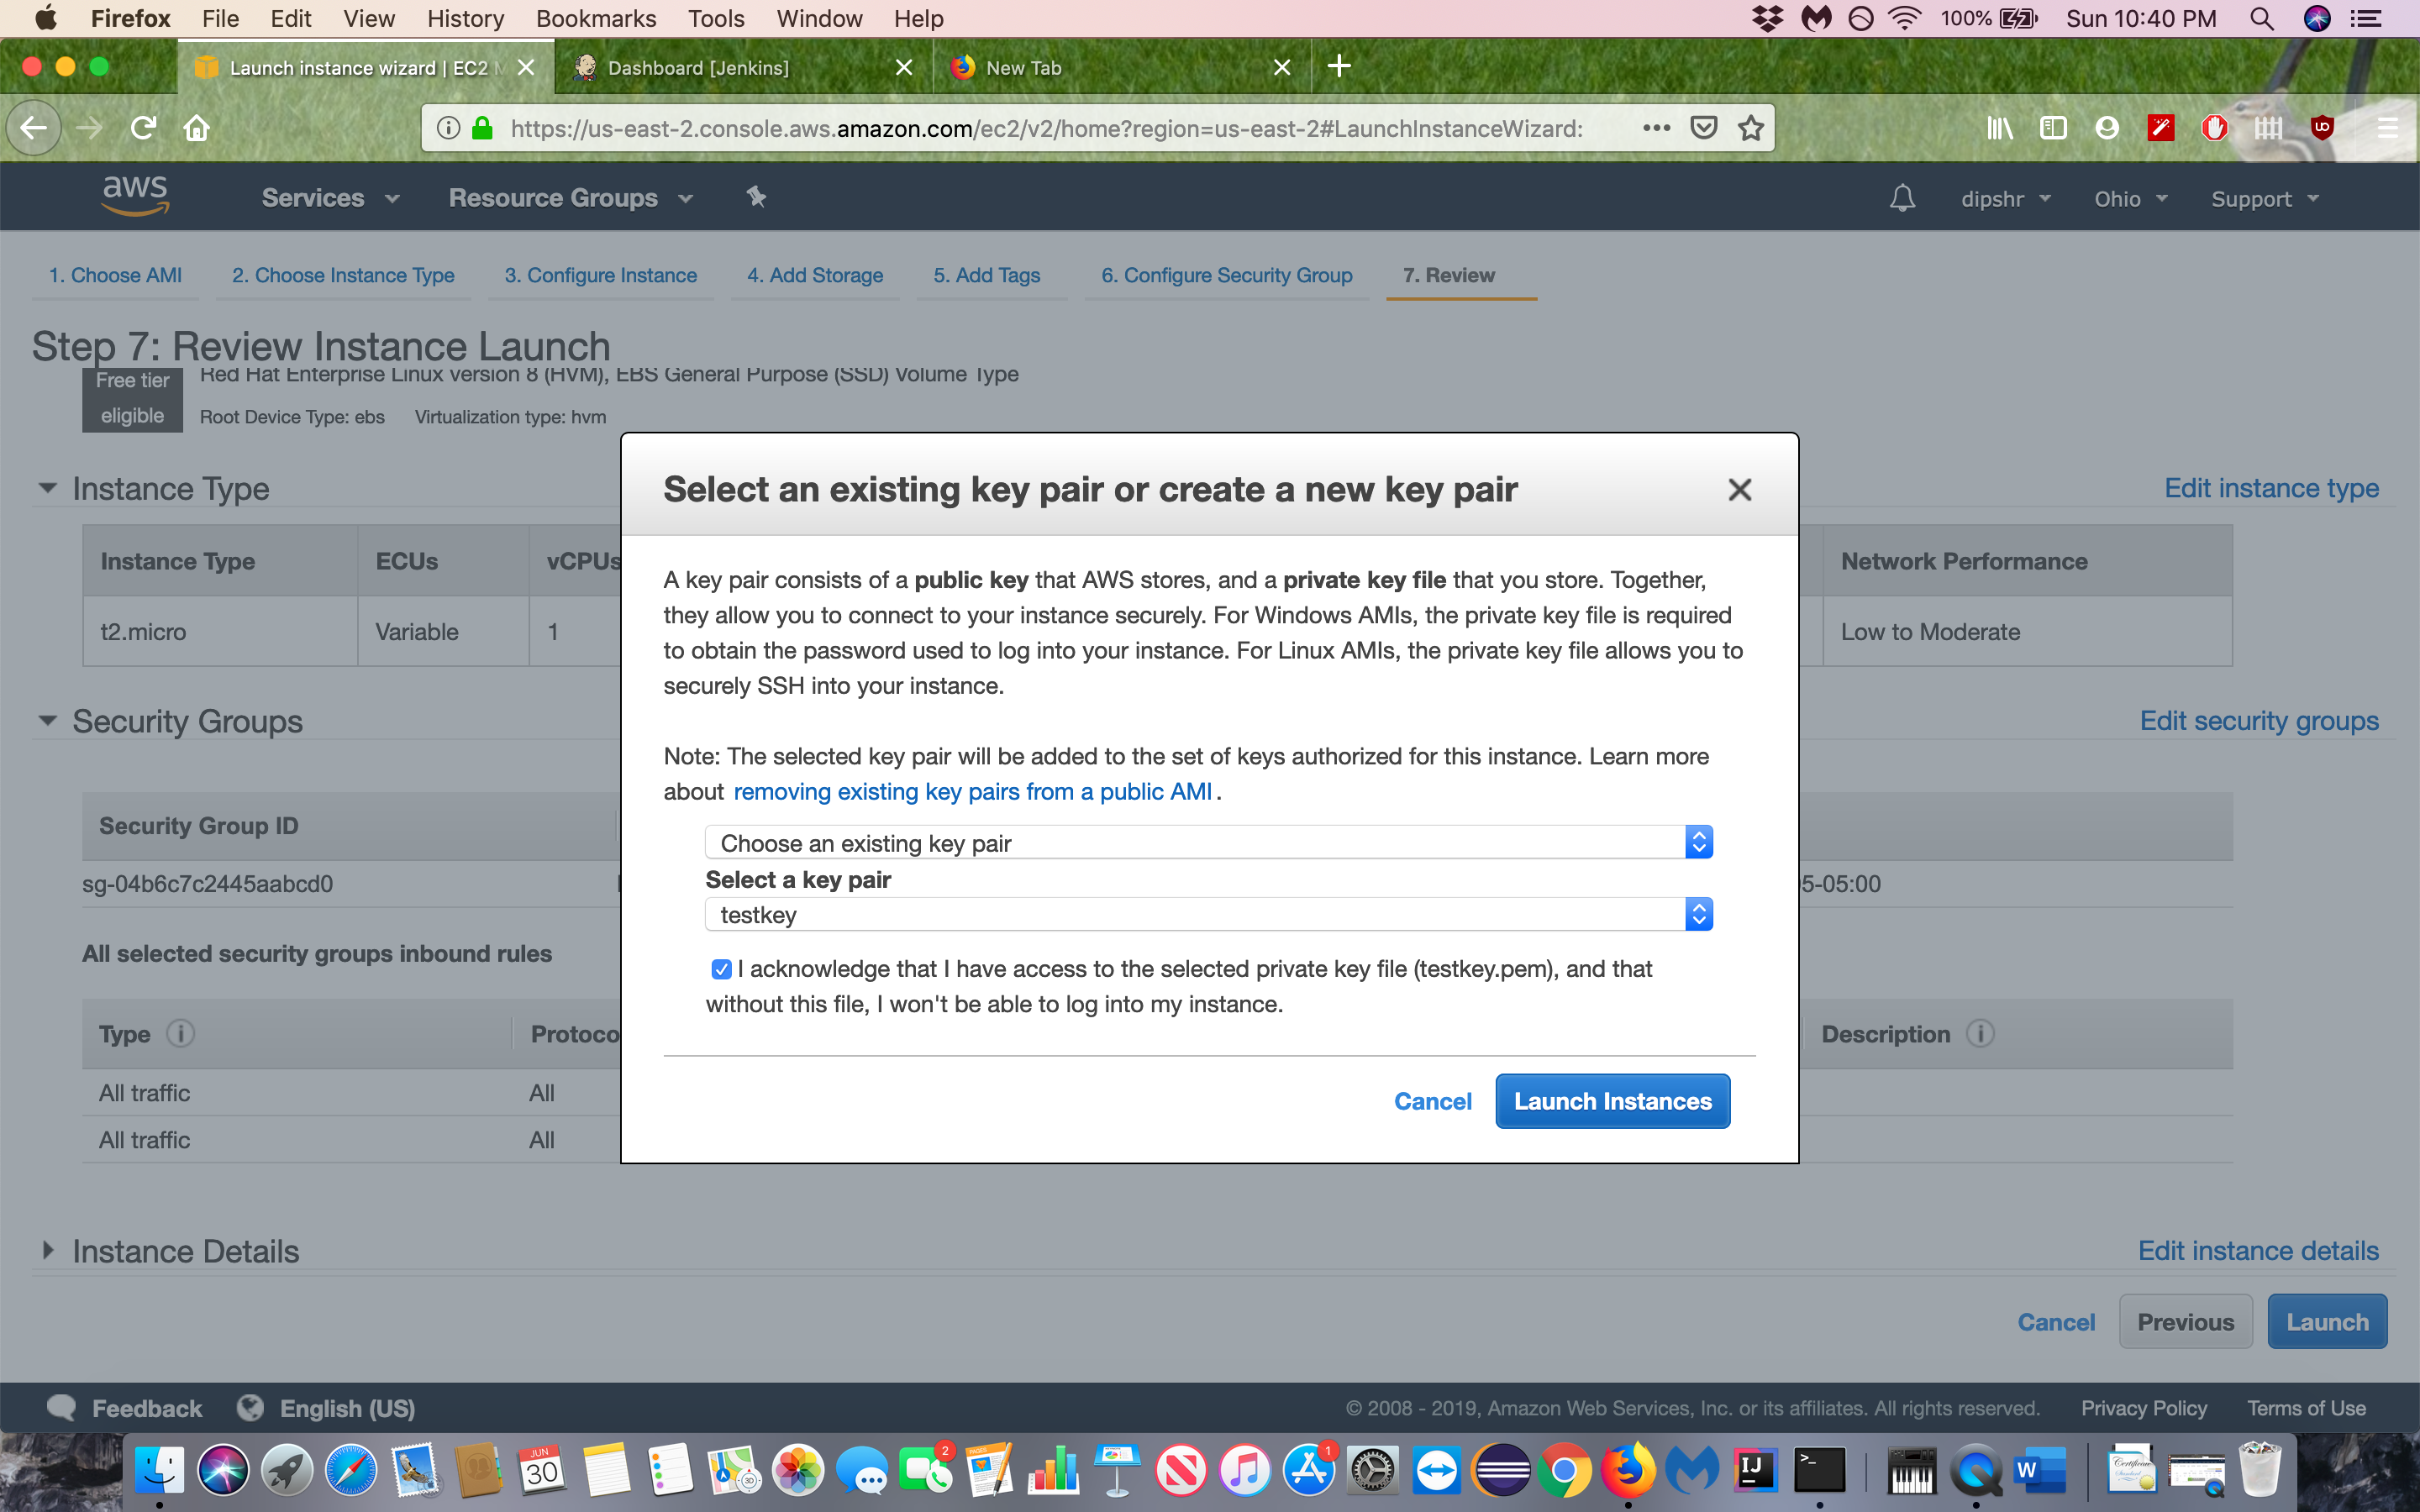 Firefox File Edit View History Bookmarks Tools Window Help 100% Sun 10:40 PM
Launch instance wizard | EC2 M Dashboard [Jenkins] New Tab
https://us-east-2.console.aws.amazon.com/ec2/v2/home?region=us-east-2#LaunchInstanceWizard:
aws Services Resource Groups dipshr Ohio Support
1. Choose AMI 2. Choose Instance Type 3. Configure Instance 4. Add Storage 5. Add Tags 6. Configure Security Group 7. Review
Step 7: Review Instance Launch
Free tier eligible
Red Hat Enterprise Linux version 8 (HVM), EBS General Purpose (SSD) Volume Type
Root Device Type: ebs Virtualization type: hvm
Instance Type Edit instance type
Instance Type ECUs vCPUs Network Performance
t2.micro Variable 1 Low to Moderate
Security Groups Edit security groups
Security Group ID
sg-04b6c7c2445aabcd0 5-05:00
All selected security groups inbound rules
Type Protoco Description
All traffic All
All traffic All
Instance Details Edit instance details
Select an existing key pair or create a new key pair
A key pair consists of a public key that AWS stores, and a private key file that you store. Together,
they allow you to connect to your instance securely. For Windows AMIs, the private key file is required
to obtain the password used to log into your instance. For Linux AMIs, the private key file allows you to
securely SSH into your instance.
Note: The selected key pair will be added to the set of keys authorized for this instance. Learn more
about removing existing key pairs from a public AMI.
Choose an existing key pair
Select a key pair
testkey
I acknowledge that I have access to the selected private key file (testkey.pem), and that
without this file, I won't be able to log into my instance.
Cancel Launch Instances
Cancel Previous Launch
Feedback English (US) © 2008 - 2019, Amazon Web Services, Inc. or its affiliates. All rights reserved. Privacy Policy Terms of Use
JUN
30
2
PAGES
1
IJ
W